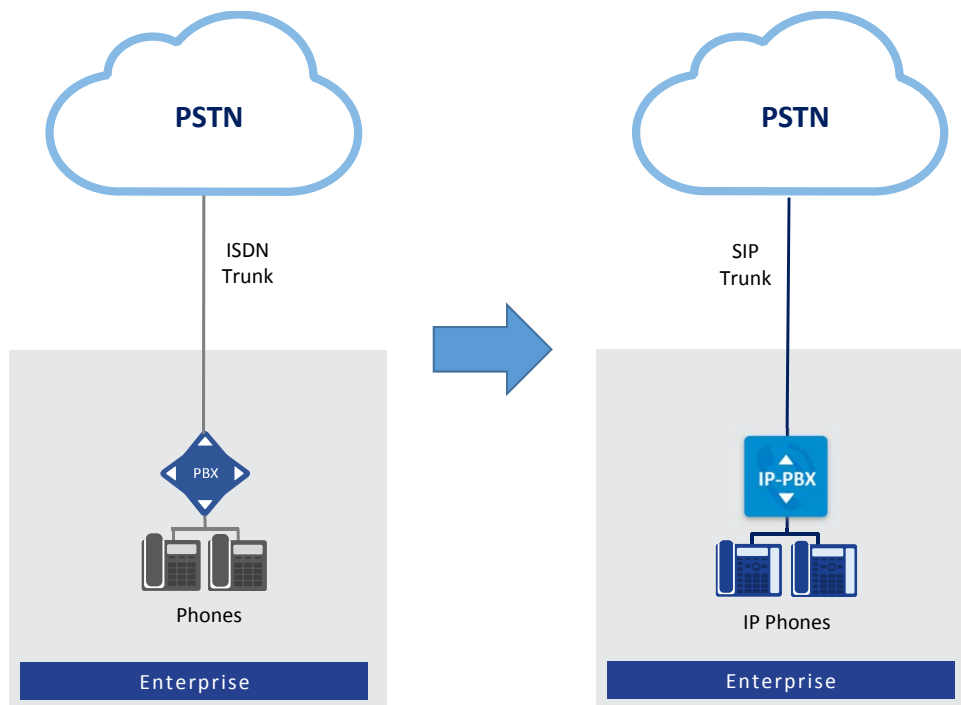 PSTN
ISDN
Trunk
PBX
Phones
Enterprise
PSTN
SIP
Trunk
IP-PBX
IP Phones
Enterprise